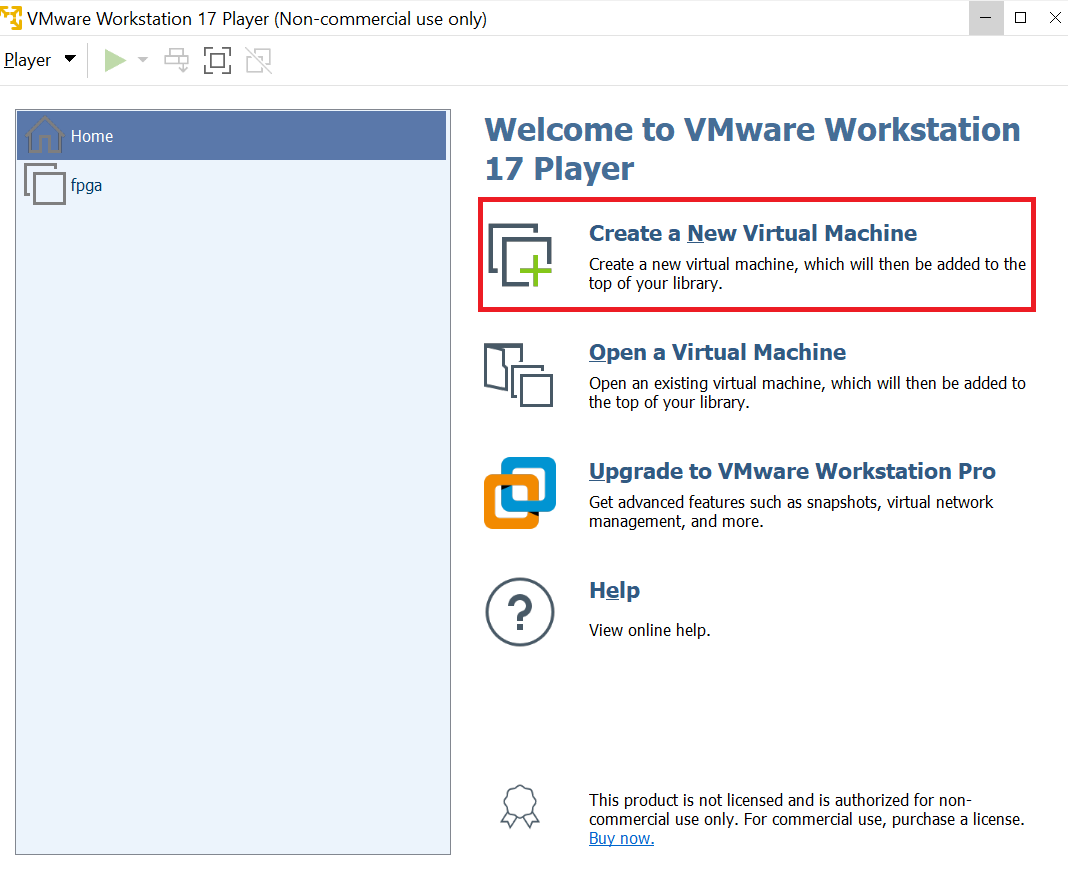 VMware Workstation 17 Player (Non-commercial use only)
Player
Home
fpga
Welcome to VMware Workstation
17 Player
Create a New Virtual Machine
Create a new virtual machine, which will then be added to the
top of your library.
Open a Virtual Machine
Open an existing virtual machine, which will then be added to
the top of your library.
Upgrade to VMware Workstation Pro
Get advanced features such as snapshots, virtual network
management, and more.
Help
View online help.
This product is not licensed and is authorized for non-
commercial use only. For commercial use, purchase a license.
Buy now.